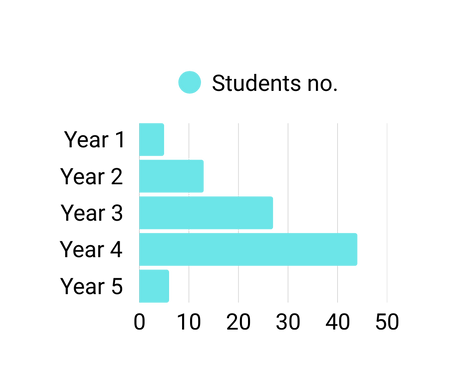 Students no.
Year 1
Year 2
Year 3
Year 4
Year 5
0 10 20 30 40 50